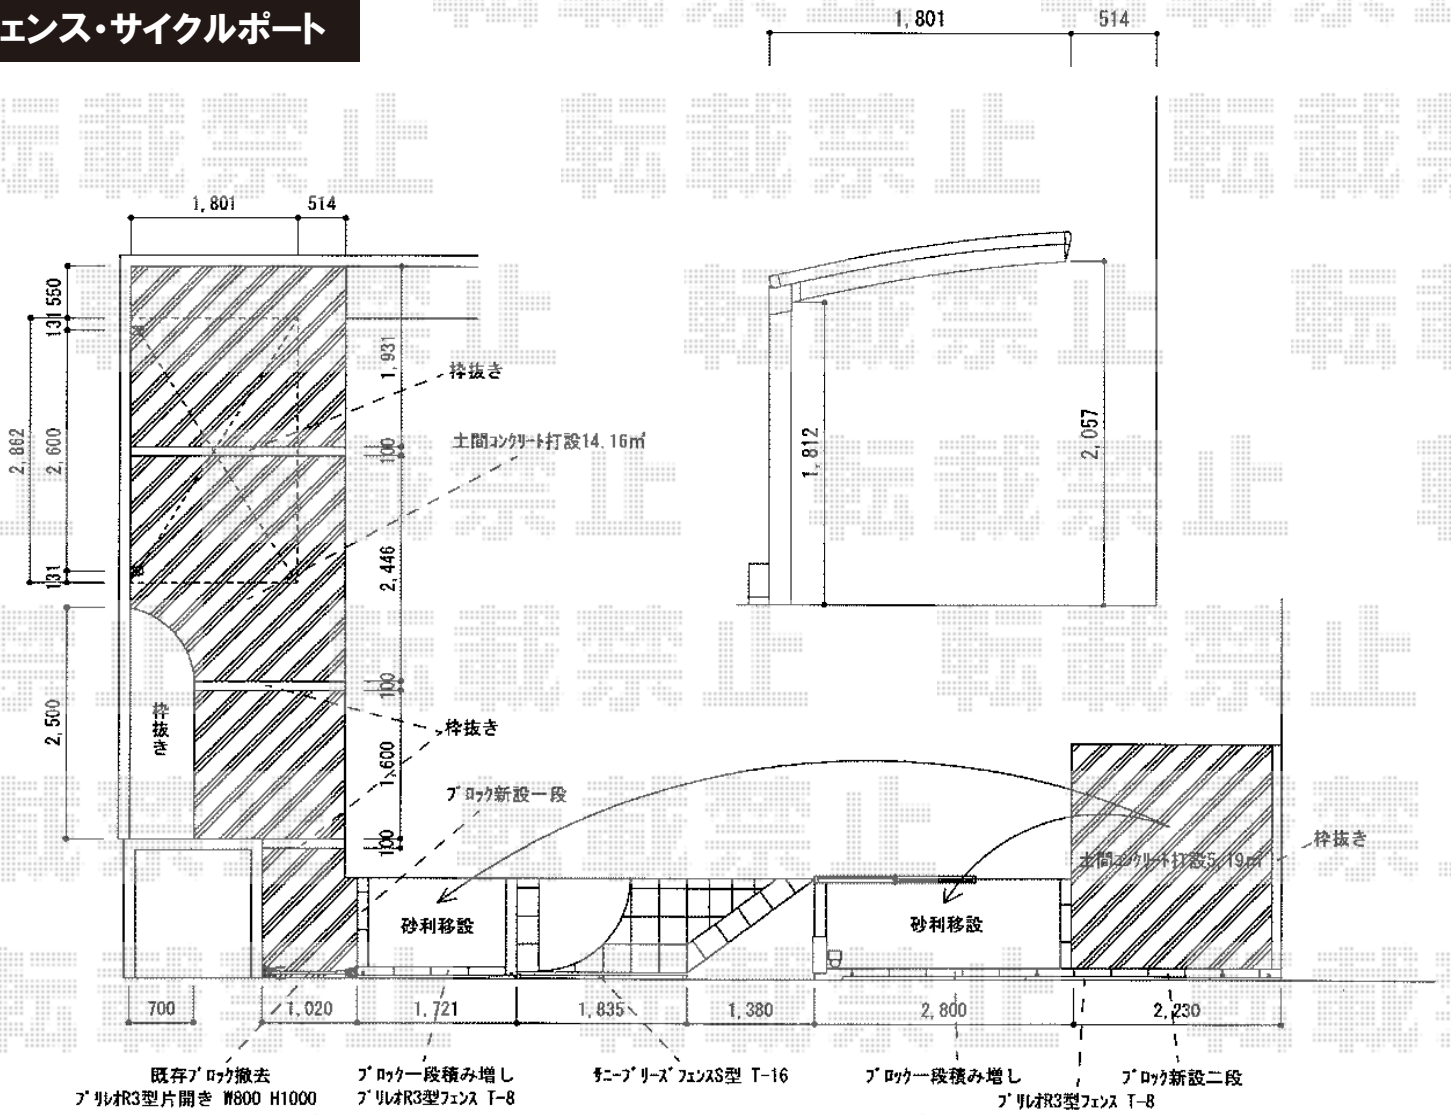 ェンス・サイクルポート
1,801
514
転載禁止
1,801
514
550
131
2,862
2,600
131
2,500
1,931
100
2,446
100
1,600
100
枠抜き
土間コンクリート打設14.16㎡
枠抜き
枠抜き
ブロック新設一段
1,812
2,057
枠抜き
土間コンクリート打設5.19㎡
砂利移設
砂利移設
700
1,020
1,721
1,835
1,380
2,800
2,230
既存ブロック撤去
プリレオR3型片開き W800 H1000
ブロック一段積み増し
プリレオR3型フェンス T-8
サニーブリーズフェンスS型 T-16
ブロック一段積み増し
ブロック新設二段
プリレオR3型フェンス T-8